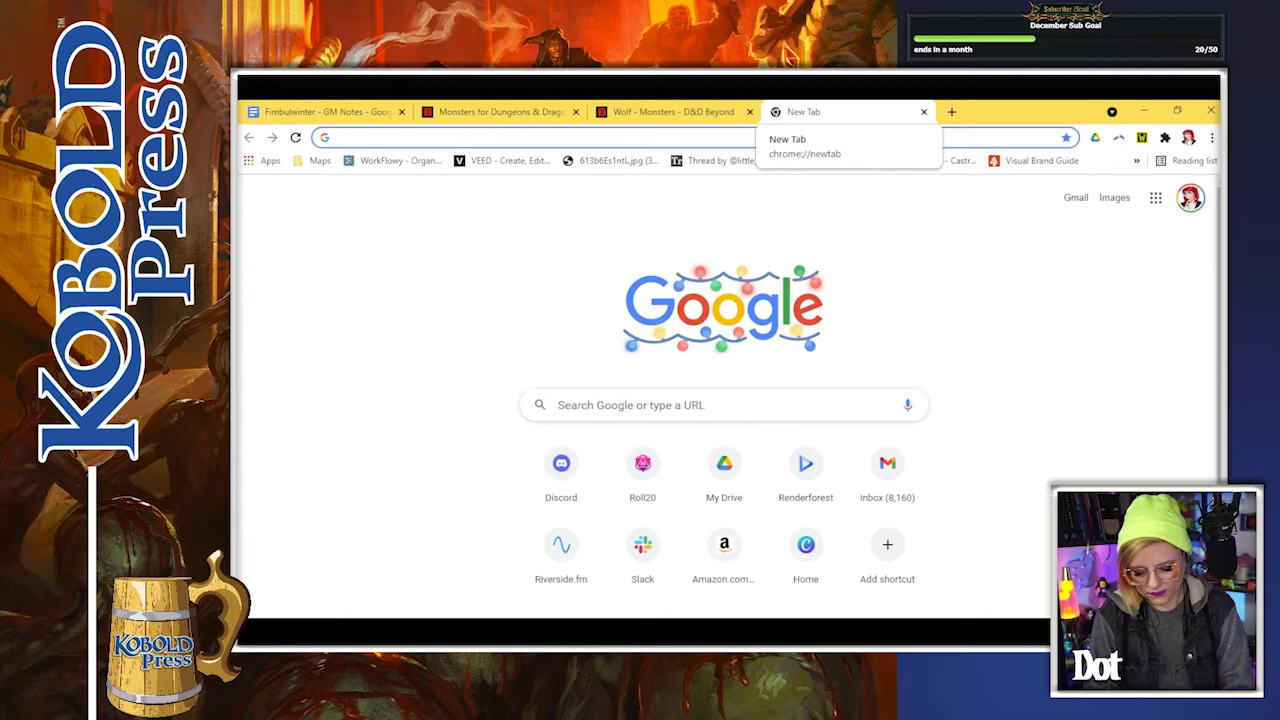 KOBOLD
Press
Subscriber Goal
December Sub Goal
ends in a month
20/50
Fimbulwinter - GM Notes - Goog
Monsters for Dungeons & Drago
Wolf - Monsters - D&D Beyond
New Tab
New Tab
chrome://newtab
Apps
Maps
WorkFlowy - Organ...
VEED - Create, Edit...
613b6Es1ntL.jpg (3...
Thread by @little_
- Castr...
Visual Brand Guide
»
Reading list
Gmail
Images
Google
Search Google or type a URL
Discord
Roll20
My Drive
Renderforest
Inbox (8,160)
Riverside.fm
Slack
Amazon.com...
Home
Add shortcut
KOBOLD
Press
Dot